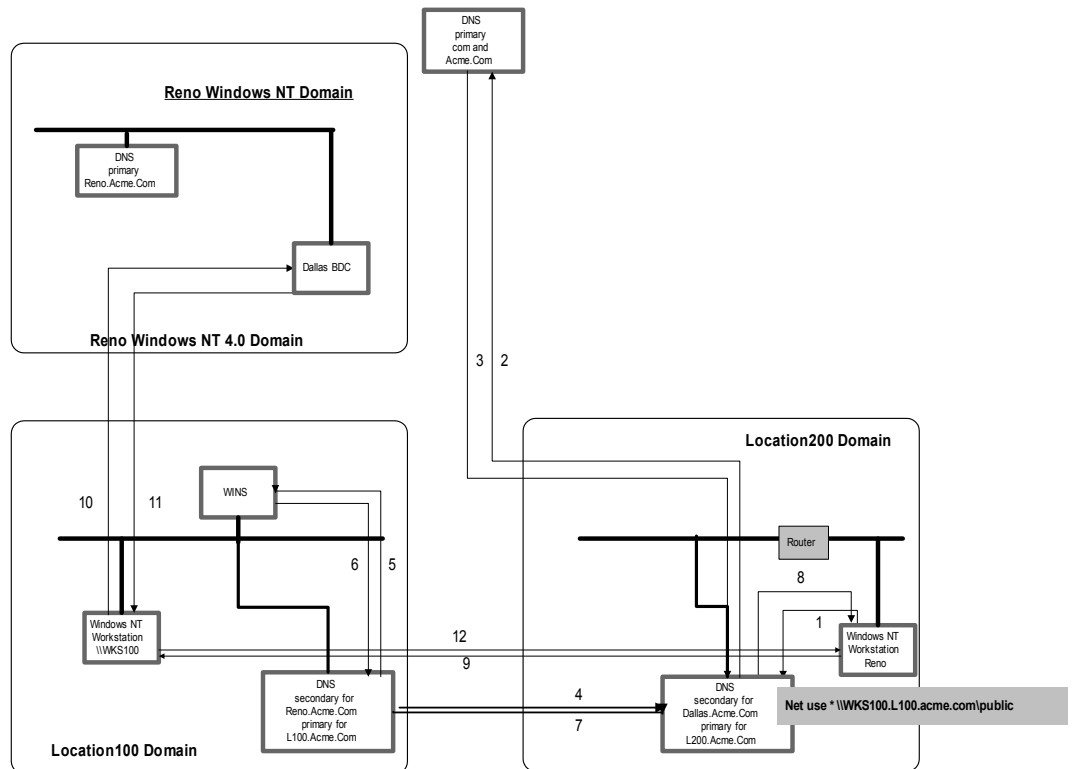 DNS
primary
com and
Acme.Com
Reno Windows NT Domain
DNS
primary
Reno.Acme.Com
Dallas BDC
Reno Windows NT 4.0 Domain
3
2
Location200 Domain
WINS
10
11
6
5
Router
8
1
Windows NT
Workstation
\\WKS100
Windows NT
Workstation
Reno
12
9
DNS
secondary for
Reno.Acme.Com
primary for
L100.Acme.Com
4
7
DNS
secondary for
Dallas.Acme.Com
primary for
L200.Acme.Com
Net use * \\WKS100.L100.acme.com\public
Location100 Domain